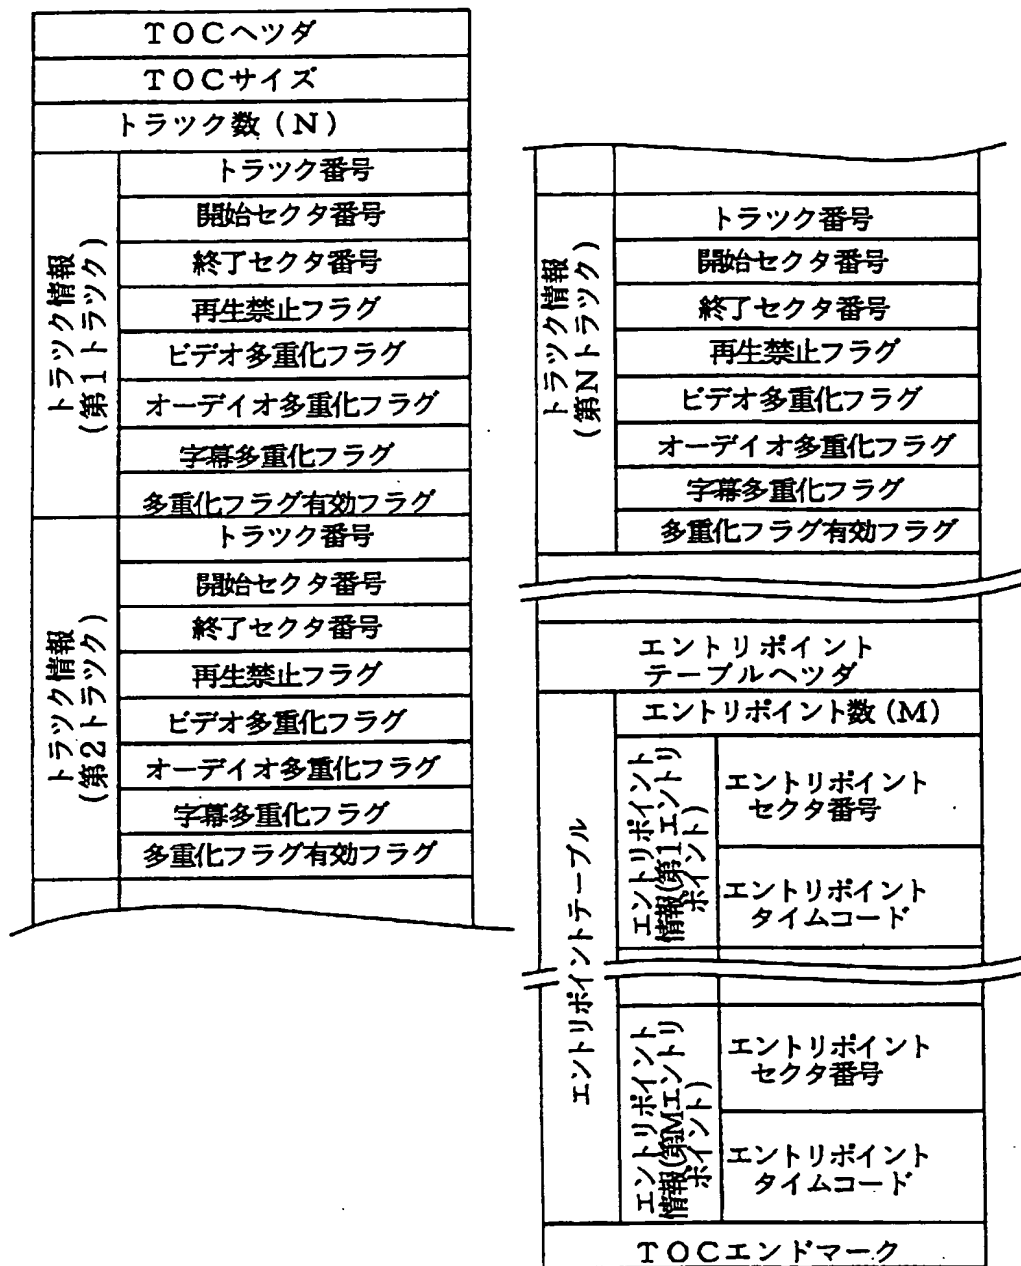 TOCヘツダ
TOCサイズ
トラック数(N)
トラック情報
(第1トラック)
トラツク番号
開始セクタ番号
終了セクタ番号
再生禁止フラグ
ビデオ多重化フラグ
オーデイオ多重化フラグ
字幕多重化フラグ
多重化フラグ有効フラグ
トラック情報
(第2トラック)
トラツク番号
開始セクタ番号
終了セクタ番号
再生禁止フラグ
ビデオ多重化フラグ
オーデイオ多重化フラグ
字幕多重化フラグ
多重化フラグ有効フラグ
トラック情報
(第Nトラック)
トラツク番号
開始セクタ番号
終了セクタ番号
再生禁止フラグ
ビデオ多重化フラグ
オーデイオ多重化フラグ
字幕多重化フラグ
多重化フラグ有効フラグ
エントリポイント
テーブルヘツダ
エントリポイントテーブル
エントリポイント数(M)
エントリポイント
情報(第1エントリ
ポイント)
エントリポイント
セクタ番号
エントリポイント
タイムコード
エントリポイント
情報(第Mエントリ
ポイント)
エントリポイント
セクタ番号
エントリポイント
タイムコード
TOCエンドマーク